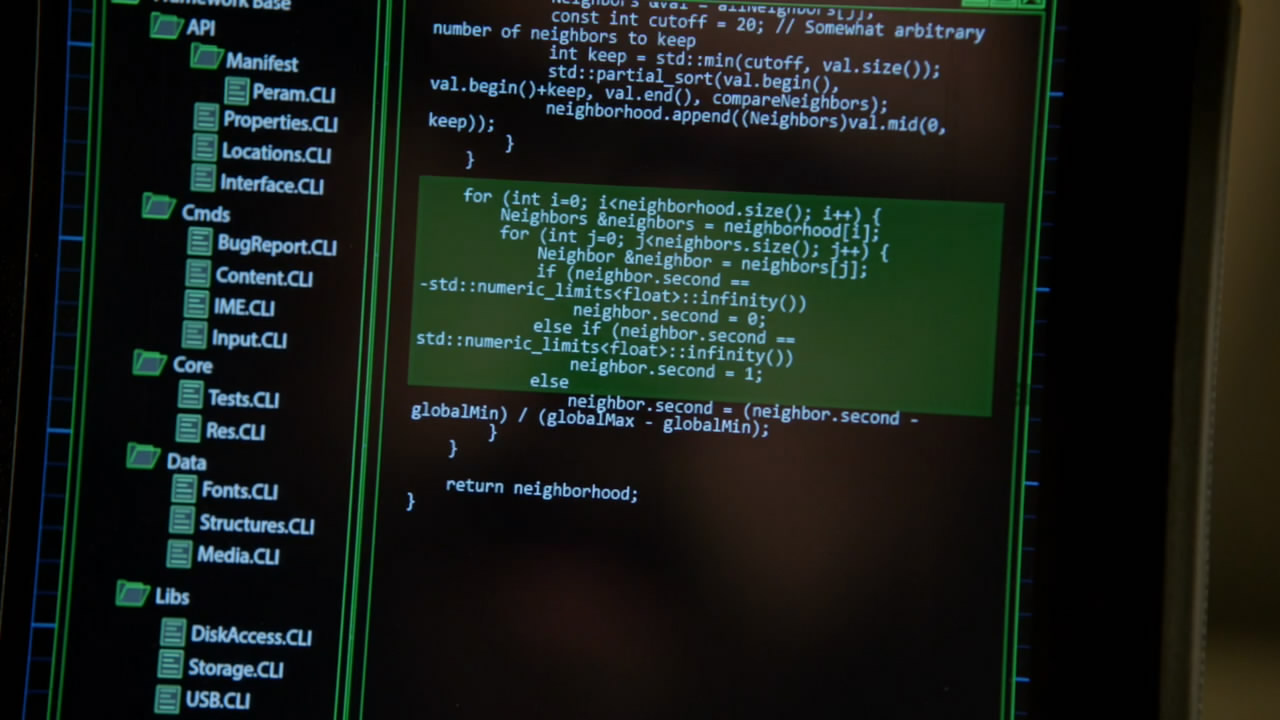 Framework Base
API
Manifest
Peram.CLI
Properties.CLI
Locations.CLI
Interface.CLI
Cmds
BugReport.CLI
Content.CLI
IME.CLI
Input.CLI
Core
Tests.CLI
Res.CLI
Data
Fonts.CLI
Structures.CLI
Media.CLI
Libs
DiskAccess.CLI
Storage.CLI
USB.CLI
Neighbors &val = allNeighbors[j];
const int cutoff = 20; // Somewhat arbitrary
number of neighbors to keep
int keep = std::min(cutoff, val.size());
std::partial_sort(val.begin(),
val.begin()+keep, val.end(), compareNeighbors);
neighborhood.append((Neighbors)val.mid(0,
keep));
}
}
for (int i=0; i<neighborhood.size(); i++) {
Neighbors &neighbors = neighborhood[i];
for (int j=0; j<neighbors.size(); j++) {
Neighbor &neighbor = neighbors[j];
if (neighbor.second ==
-std::numeric_limits<float>::infinity())
neighbor.second = 0;
else if (neighbor.second ==
std::numeric_limits<float>::infinity())
neighbor.second = 1;
else
neighbor.second = (neighbor.second -
globalMin) / (globalMax - globalMin);
}
}
return neighborhood;
}